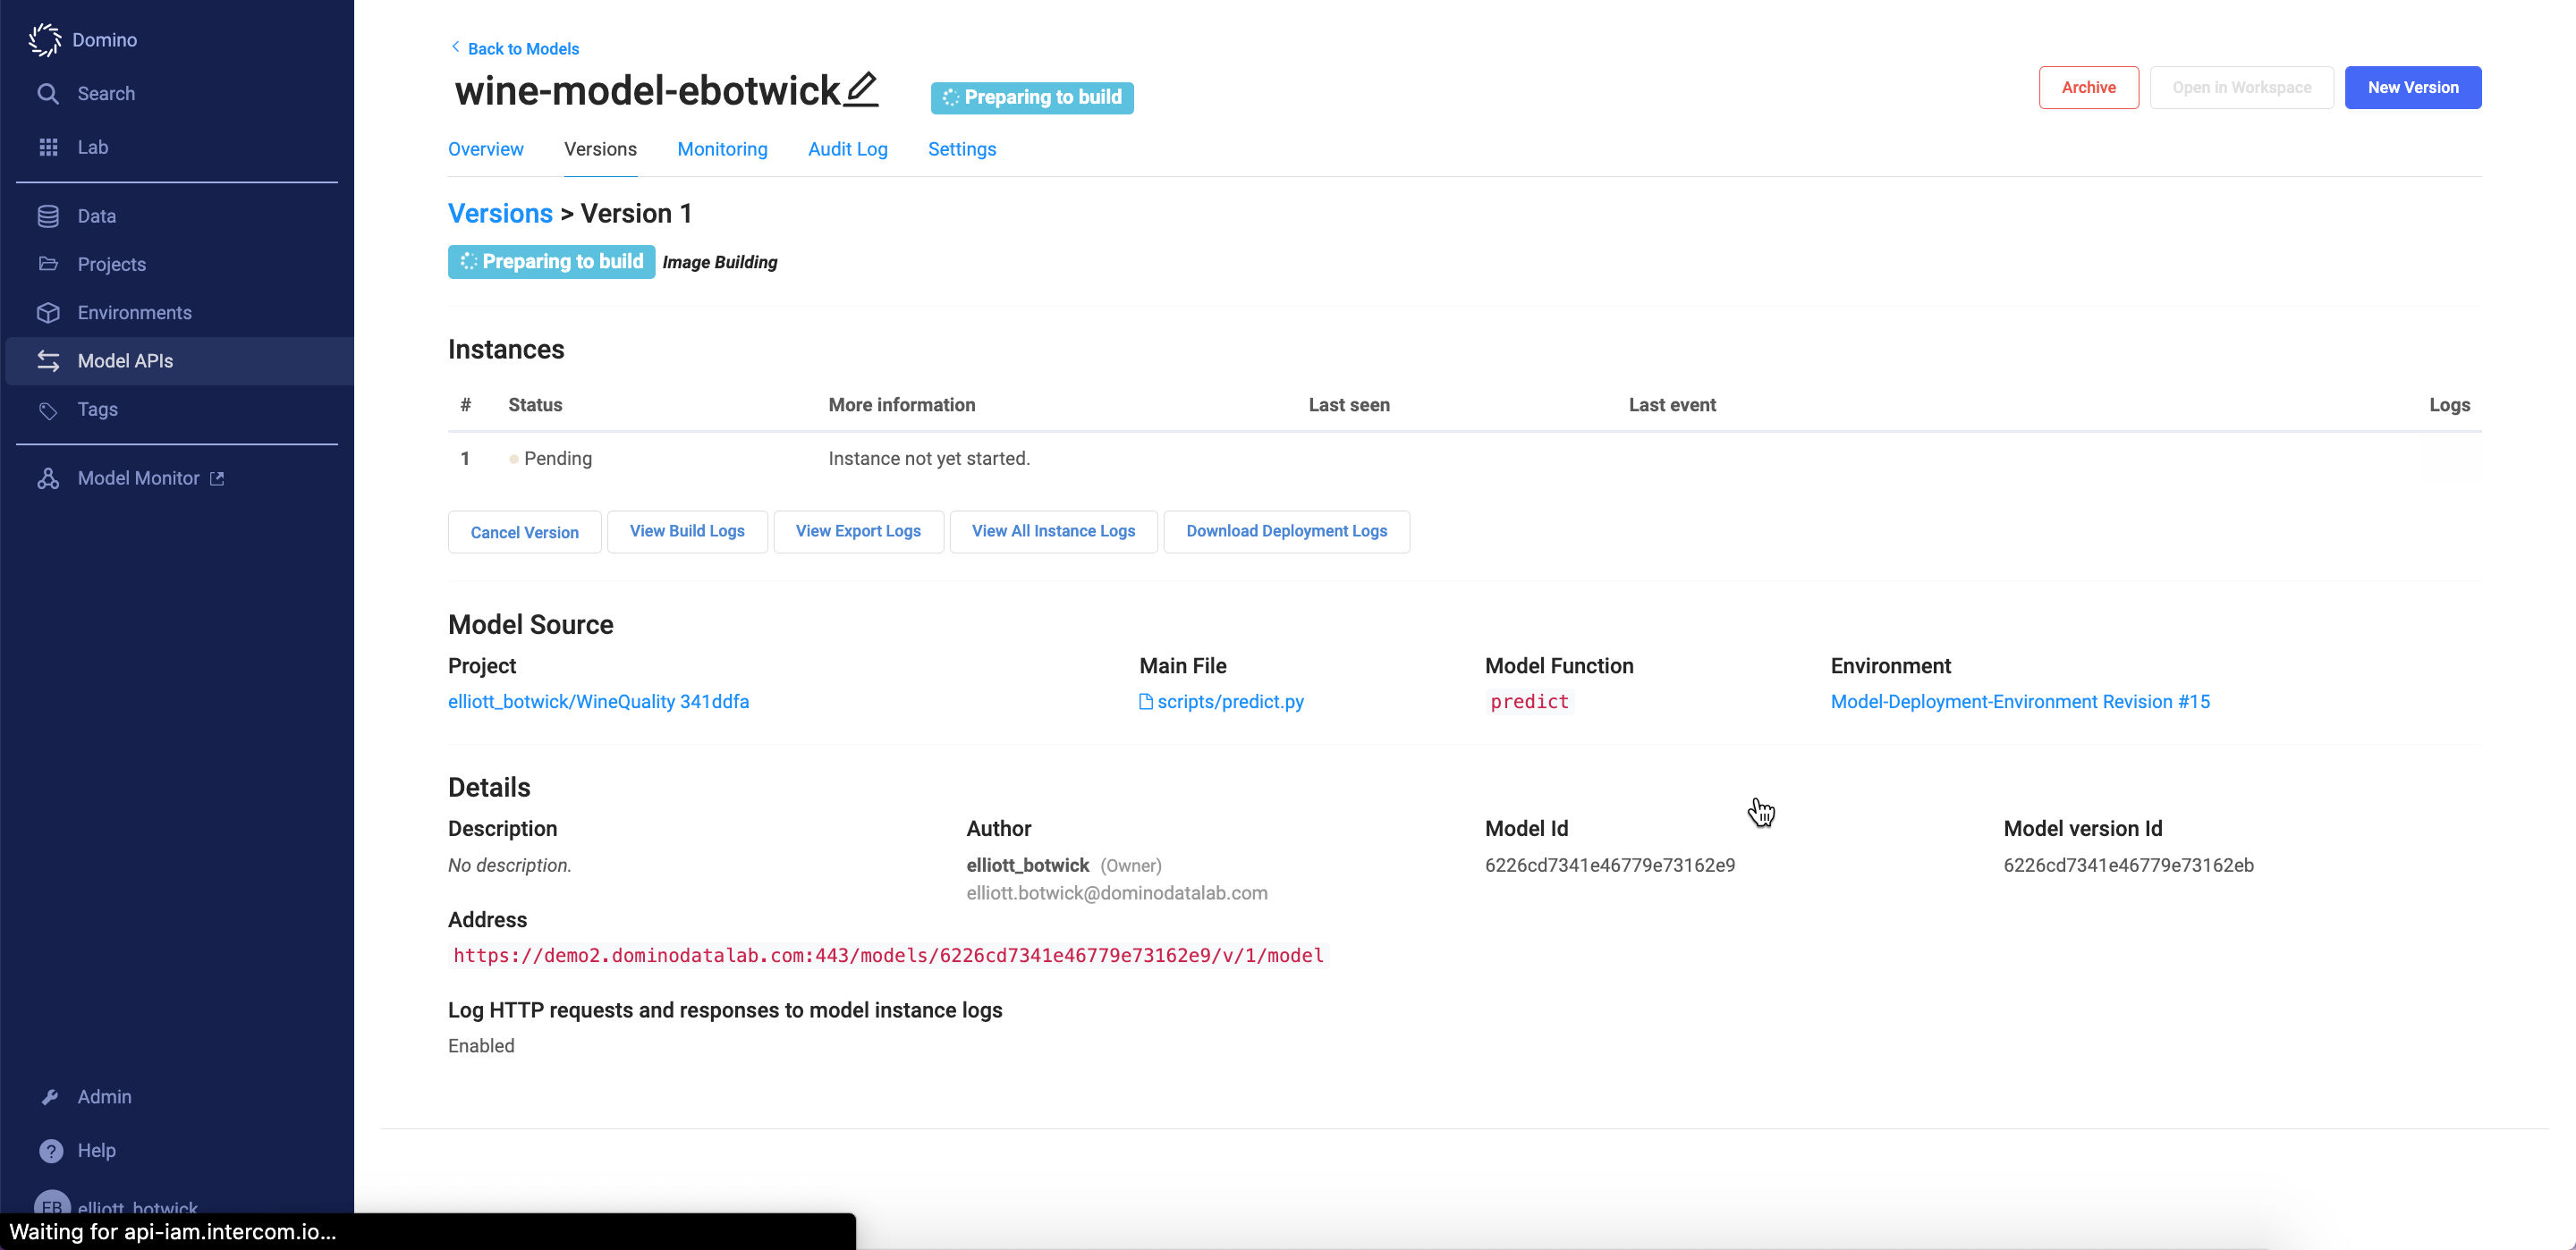 Domino
Search
Lab
Data
Projects
Environments
Model APIs
Tags
Model Monitor
Admin
Help
EB elliott_botwick
Waiting for api-iam.intercom.io...
Back to Models
wine-model-ebotwick
Preparing to build
Archive
Open in Workspace
New Version
Overview Versions Monitoring Audit Log Settings
Versions > Version 1
Preparing to build Image Building
Instances
# Status More information Last seen Last event Logs
1 Pending Instance not yet started.
Cancel Version View Build Logs View Export Logs View All Instance Logs Download Deployment Logs
Model Source
Project Main File Model Function Environment
elliott_botwick/WineQuality 341ddfa scripts/predict.py predict Model-Deployment-Environment Revision #15
Details
Description Author Model Id Model version Id
No description. elliott_botwick (Owner) 6226cd7341e46779e73162e9 6226cd7341e46779e73162eb
elliott.botwick@dominodatalab.com
Address
https://demo2.dominodatalab.com:443/models/6226cd7341e46779e73162e9/v/1/model
Log HTTP requests and responses to model instance logs
Enabled